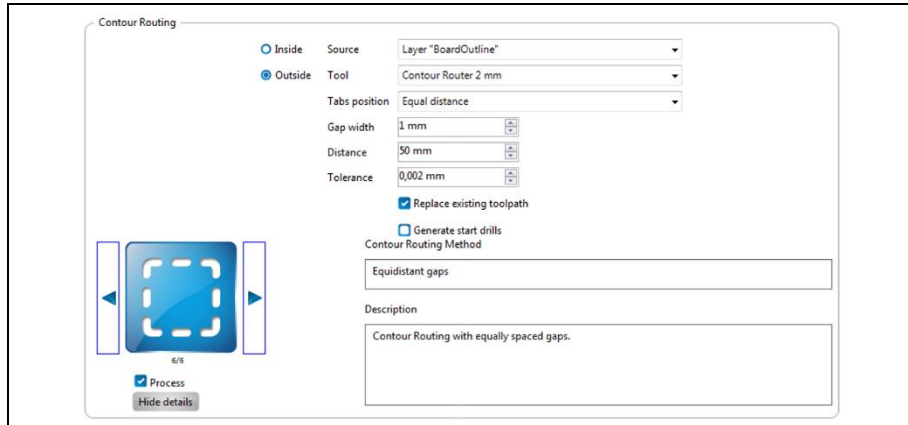 Contour Routing
Inside Source Layer "BoardOutline"
Outside Tool Contour Router 2 mm
Tabs position Equal distance
Gap width 1 mm
Distance 50 mm
Tolerance 0,002 mm
Replace existing toolpath
Generate start drills
Contour Routing Method
Equidistant gaps
Description
Contour Routing with equally spaced gaps.
6/6
Process
Hide details